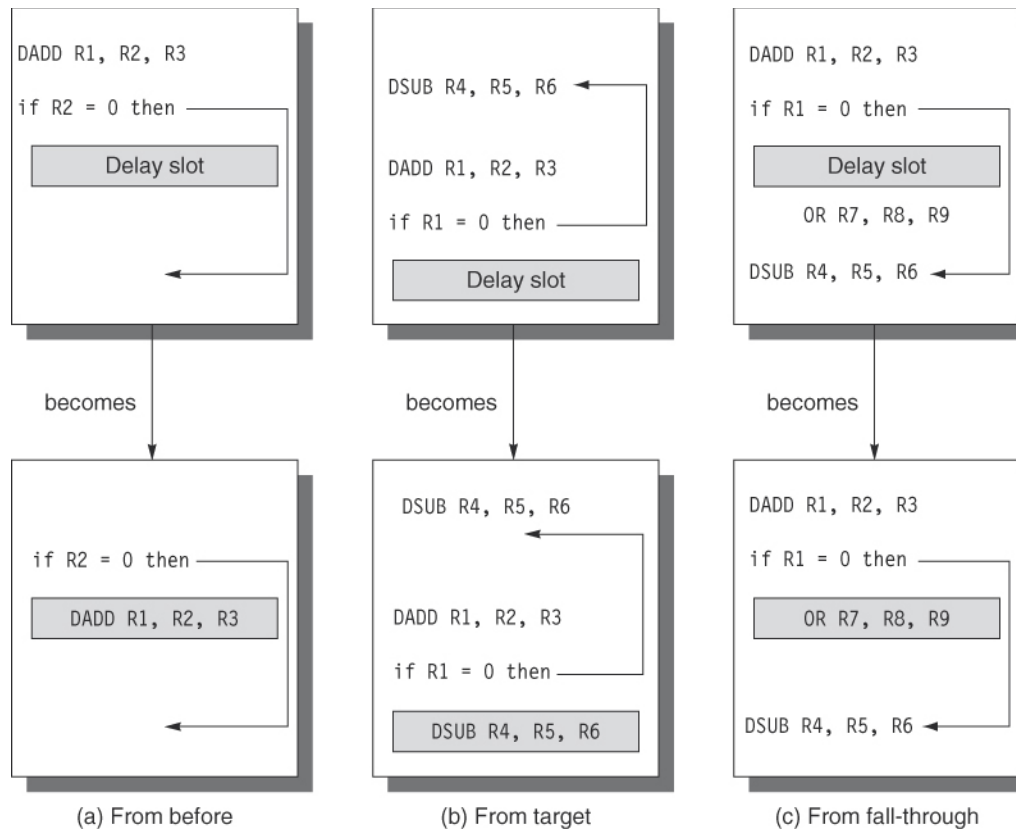 DADD R1, R2, R3
if R2 = 0 then
Delay slot
becomes
if R2 = 0 then
DADD R1, R2, R3
(a) From before
DSUB R4, R5, R6
DADD R1, R2, R3
if R1 = 0 then
Delay slot
becomes
DSUB R4, R5, R6
DADD R1, R2, R3
if R1 = 0 then
DSUB R4, R5, R6
(b) From target
DADD R1, R2, R3
if R1 = 0 then
Delay slot
OR R7, R8, R9
DSUB R4, R5, R6
becomes
DADD R1, R2, R3
if R1 = 0 then
OR R7, R8, R9
DSUB R4, R5, R6
(c) From fall-through